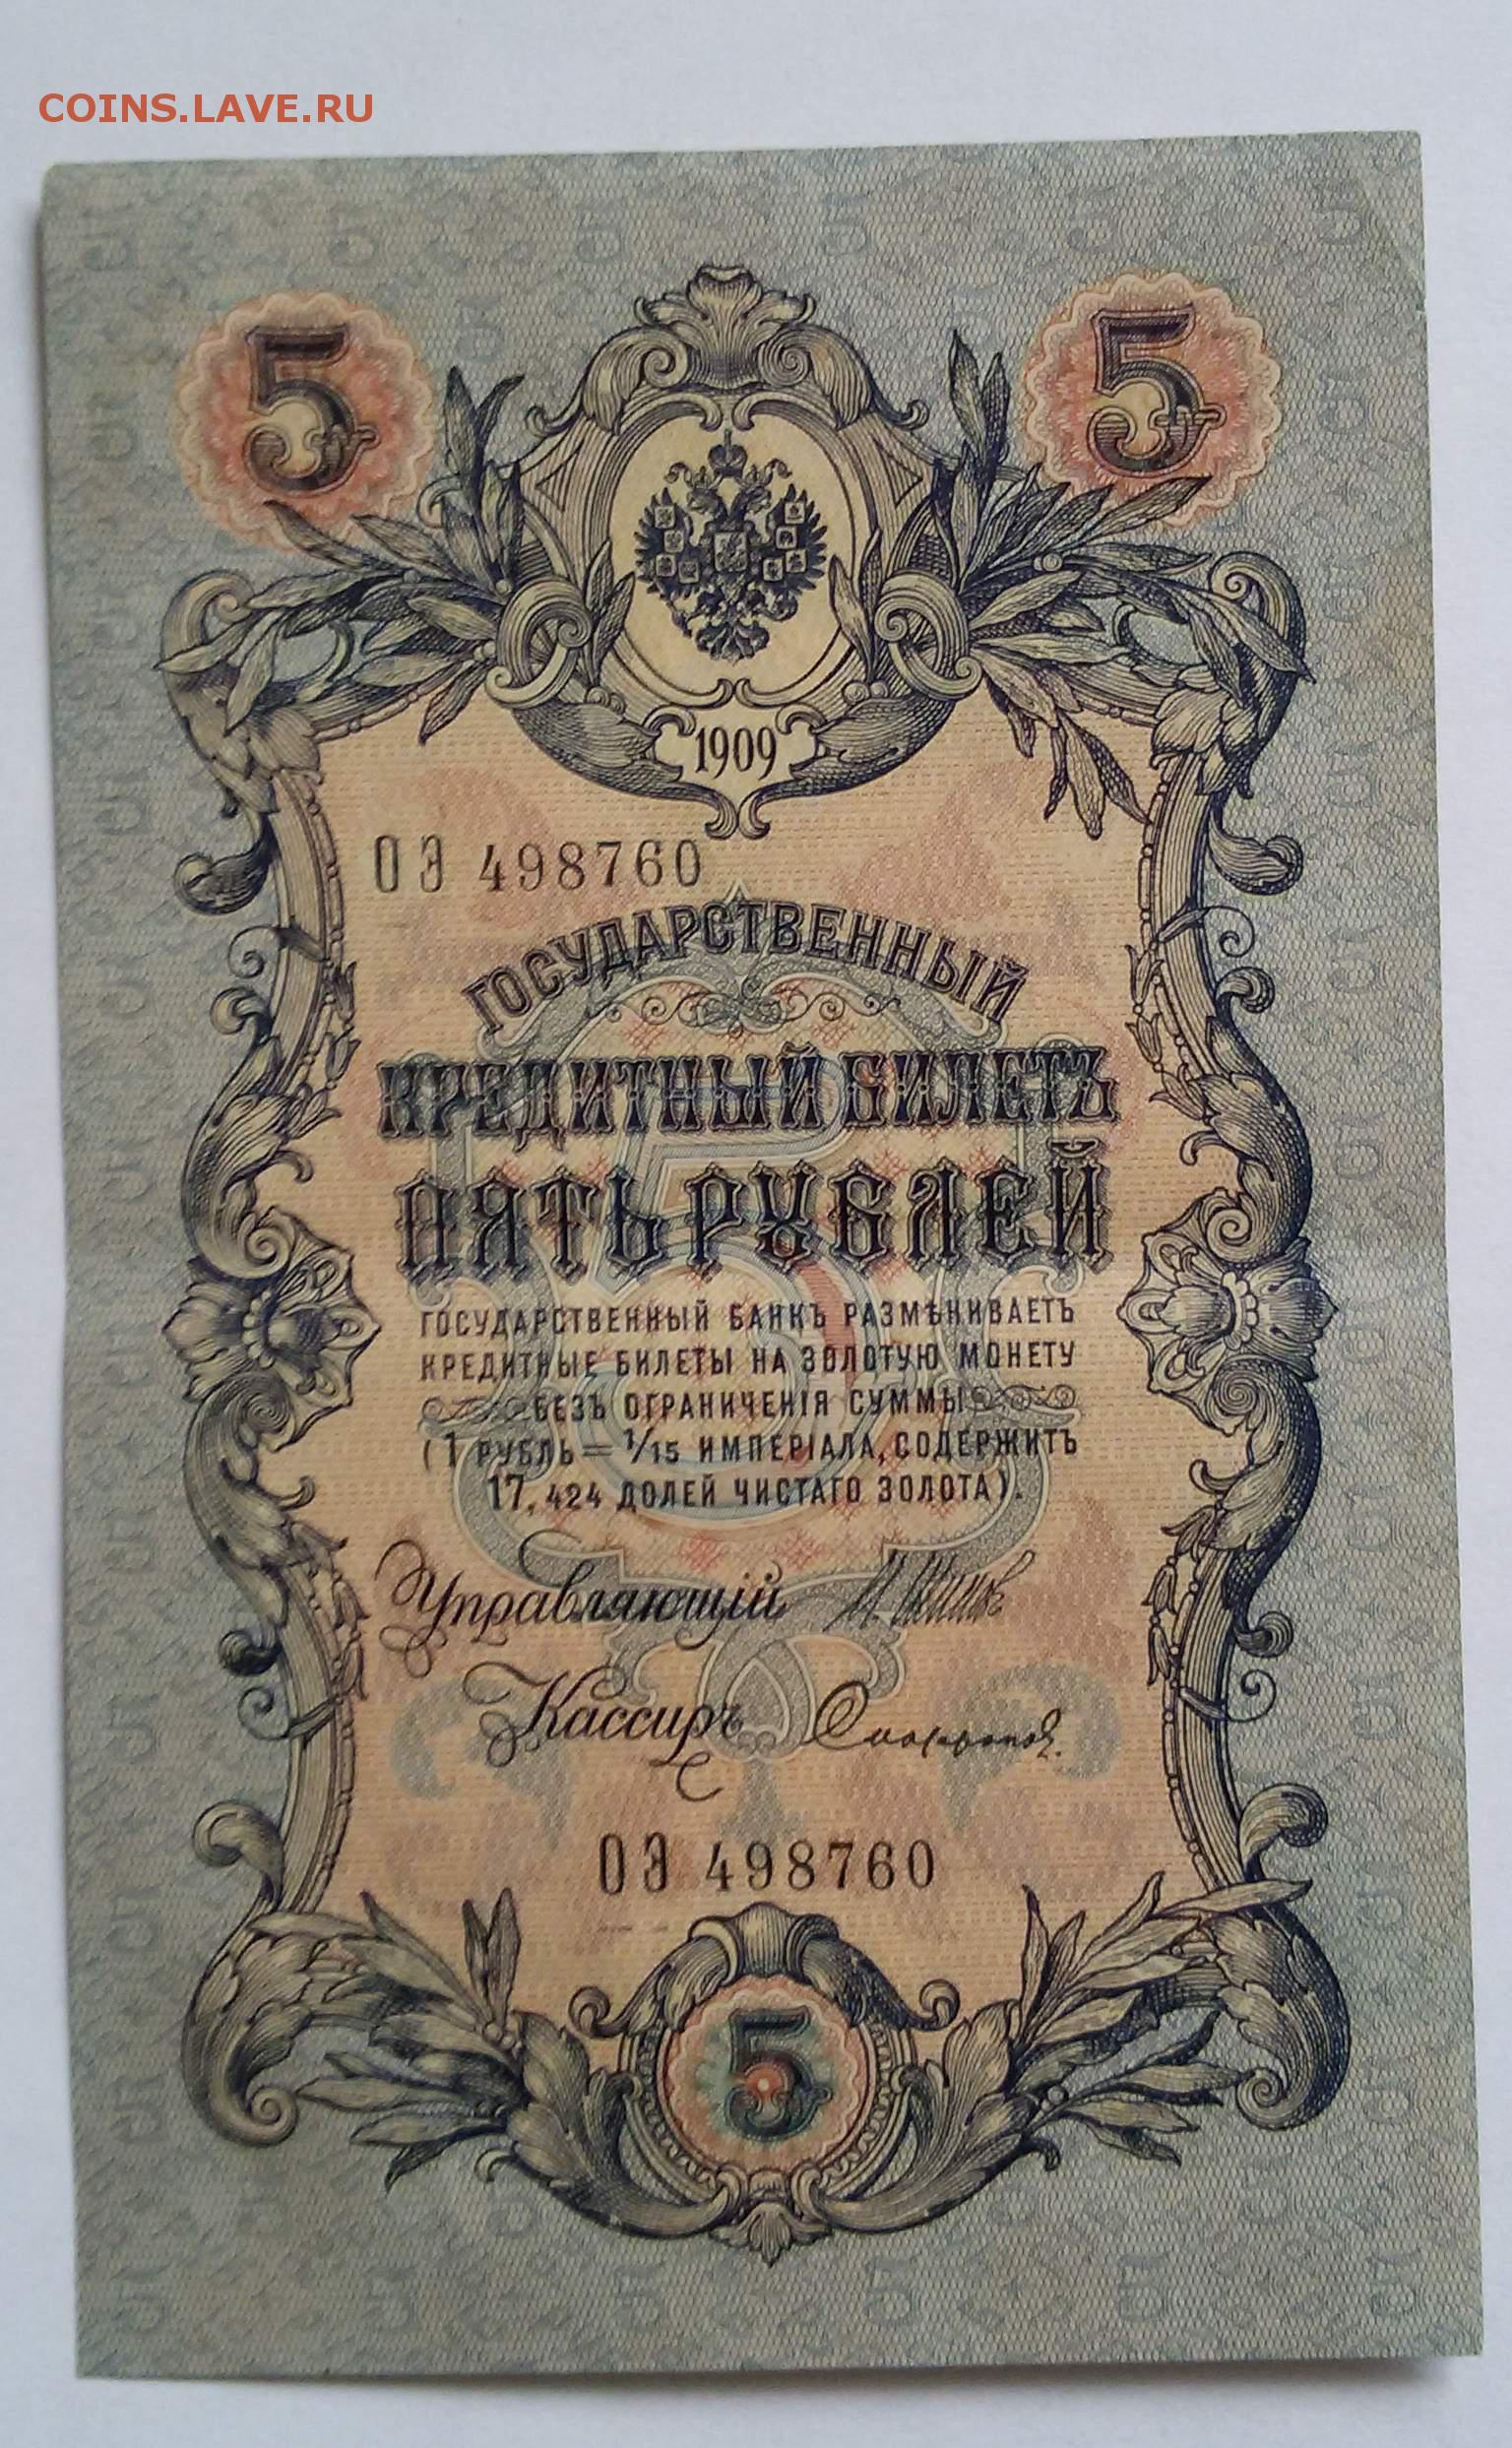 COINS.LAVE.RU
5 5
1909
ОЭ 498760
ГОСУДАРСТВЕННЫЙ
КРЕДИТНЫЙ БИЛЕТЪ
ПЯТЬ РУБЛЕЙ
ГОСУДАРСТВЕННЫЙ БАНКЪ РАЗМѢНИВАЕТЪ
КРЕДИТНЫЕ БИЛЕТЫ НА ЗОЛОТУЮ МОНЕТУ
БЕЗЪ ОГРАНИЧЕНІЯ СУММЫ
(1 РУБЛЬ = 1/15 ИМПЕРІАЛА, СОДЕРЖИТЪ
17,424 ДОЛЕЙ ЧИСТАГО ЗОЛОТА).
Управляющій
Кассиръ
ОЭ 498760
5